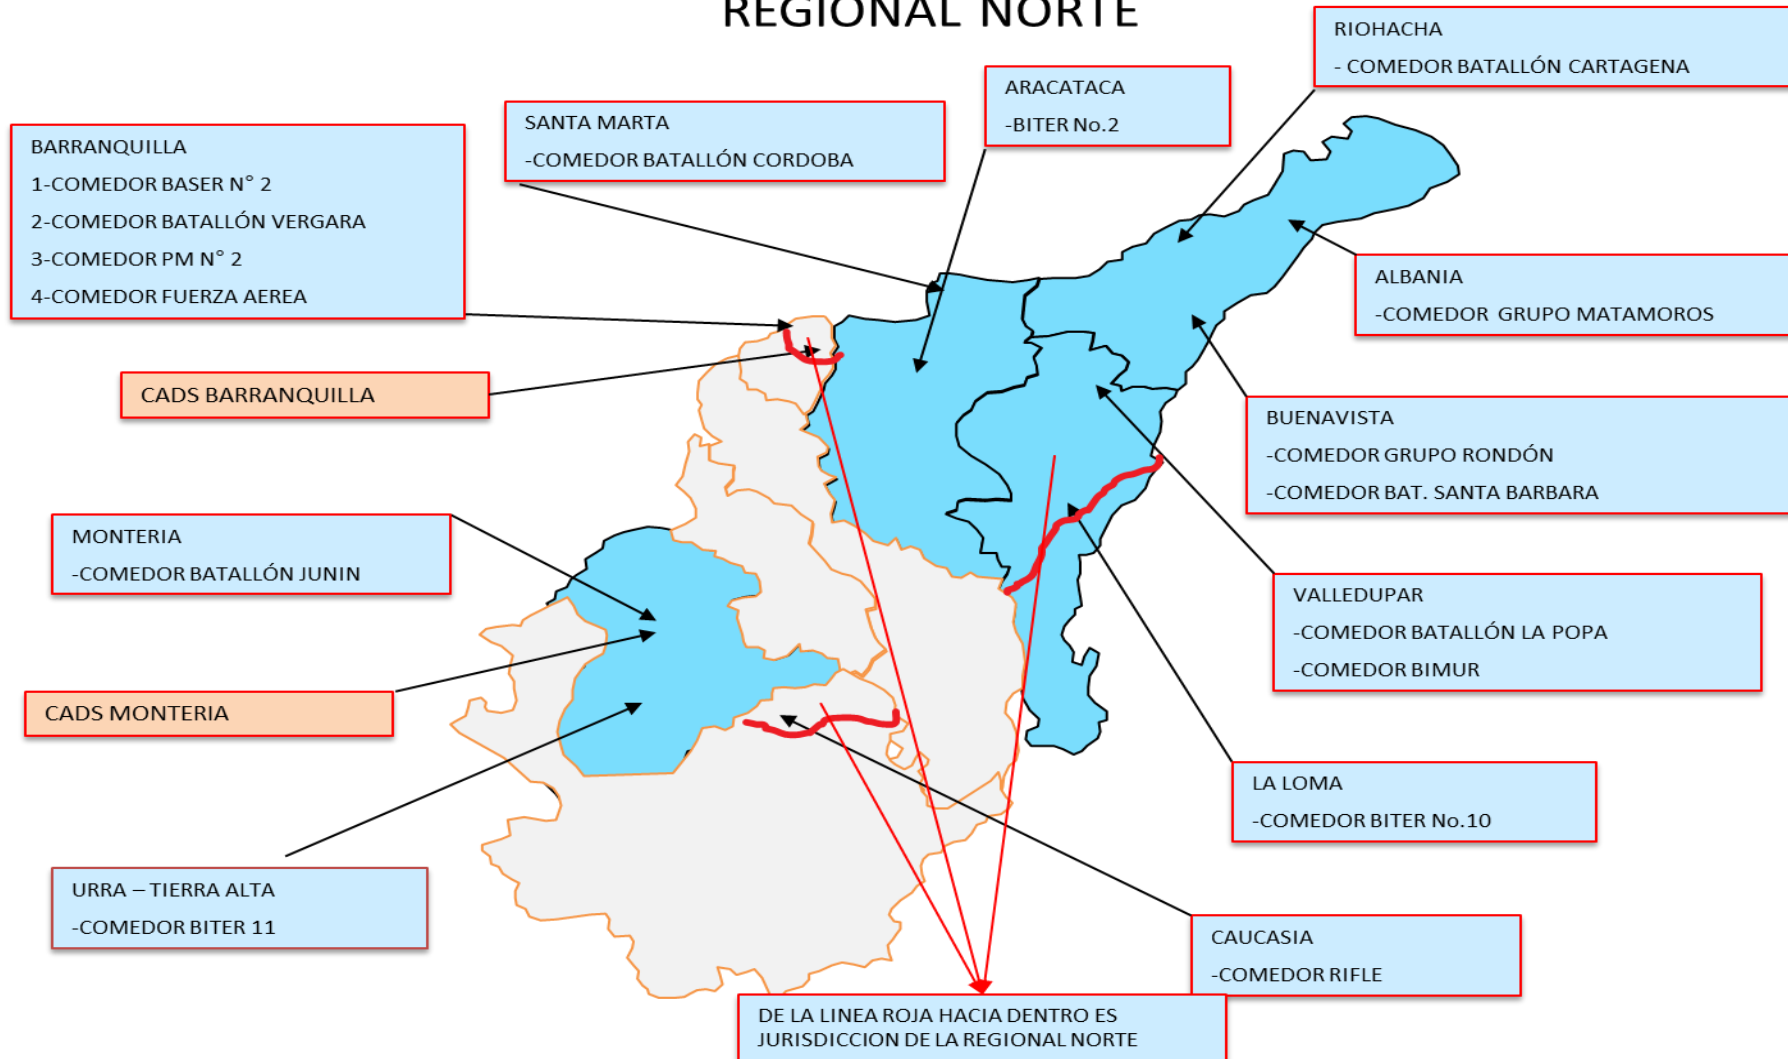 REGIONAL NORTE
RIOHACHA
- COMEDOR BATALLÓN CARTAGENA
ARACATACA
-BITER No.2
SANTA MARTA
-COMEDOR BATALLÓN CORDOBA
BARRANQUILLA
1-COMEDOR BASER N° 2
2-COMEDOR BATALLÓN VERGARA
3-COMEDOR PM N° 2
4-COMEDOR FUERZA AEREA
ALBANIA
-COMEDOR GRUPO MATAMOROS
CADS BARRANQUILLA
BUENAVISTA
-COMEDOR GRUPO RONDÓN
-COMEDOR BAT. SANTA BARBARA
MONTERIA
-COMEDOR BATALLÓN JUNIN
VALLEDUPAR
-COMEDOR BATALLÓN LA POPA
-COMEDOR BIMUR
CADS MONTERIA
LA LOMA
-COMEDOR BITER No.10
URRA – TIERRA ALTA
-COMEDOR BITER 11
CAUCASIA
-COMEDOR RIFLE
DE LA LINEA ROJA HACIA DENTRO ES
JURISDICCION DE LA REGIONAL NORTE